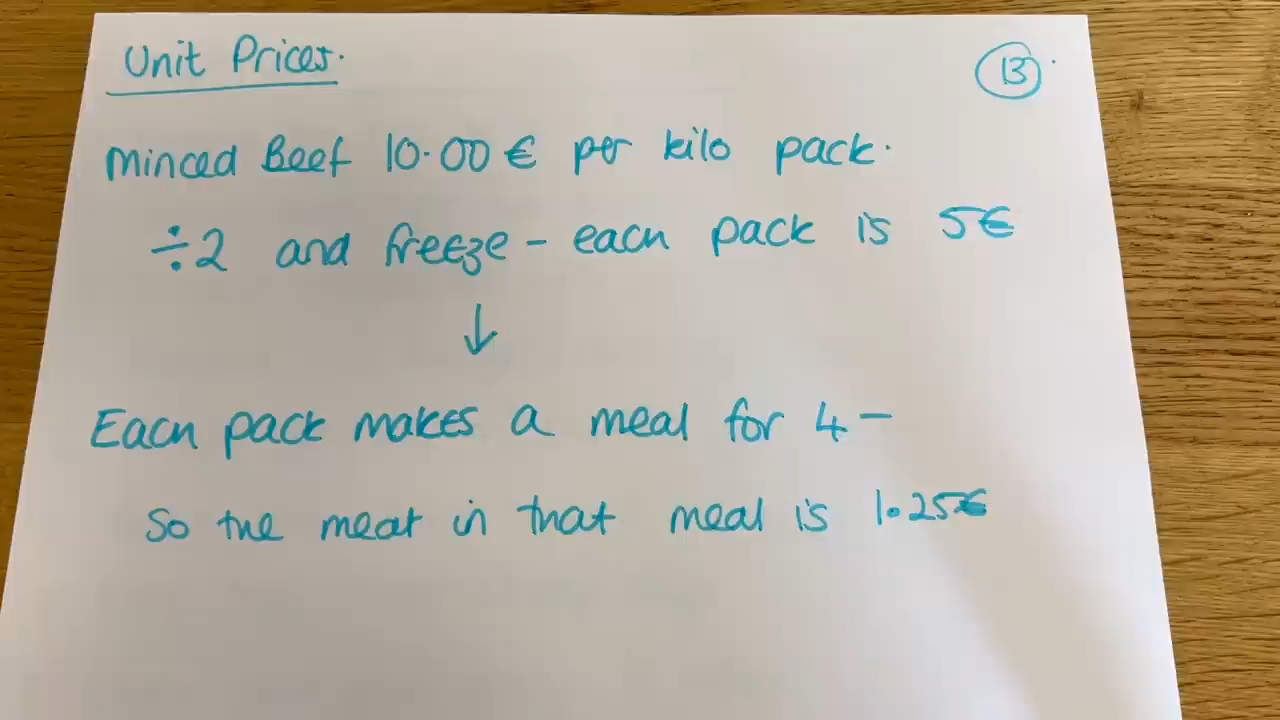 Unit Prices.
13
Minced Beef 10.00 € per kilo pack.
÷2 and freeze - each pack is 5€
↓
Each pack makes a meal for 4 -
So the meat in that meal is 1.25€